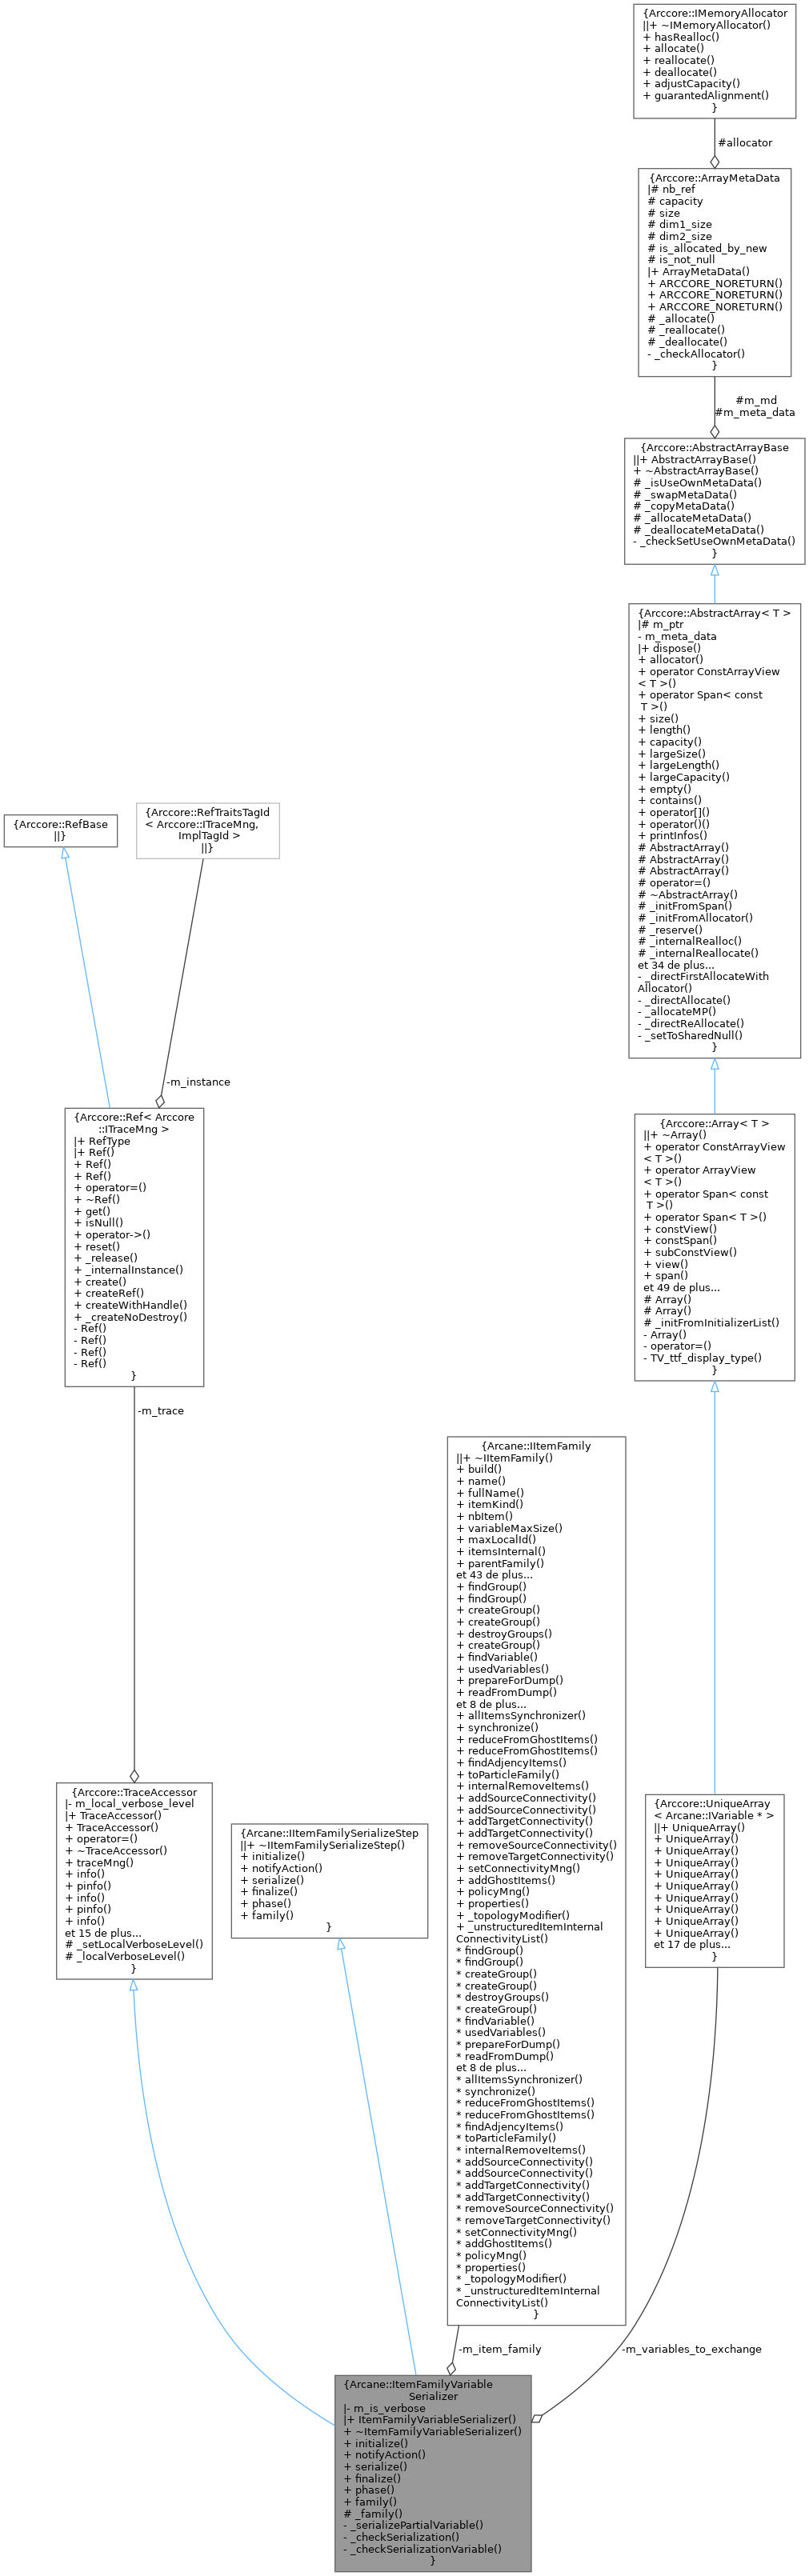 {Arccore::IMemoryAllocator
||+ ~IMemoryAllocator()
+ hasRealloc()
+ allocate()
+ reallocate()
+ deallocate()
+ adjustCapacity()
+ guarantedAlignment()
}
#allocator
{Arccore::ArrayMetaData
|# nb_ref
# capacity
# size
# dim1_size
# dim2_size
# is_allocated_by_new
# is_not_null
|+ ArrayMetaData()
+ ARCCORE_NORETURN()
+ ARCCORE_NORETURN()
+ ARCCORE_NORETURN()
# _allocate()
# _reallocate()
# _deallocate()
- _checkAllocator()
}
#m_md
#m_meta_data
{Arccore::AbstractArrayBase
||+ AbstractArrayBase()
+ ~AbstractArrayBase()
# _isUseOwnMetaData()
# _swapMetaData()
# _copyMetaData()
# _allocateMetaData()
# _deallocateMetaData()
- _checkSetUseOwnMetaData()
}
{Arccore::AbstractArray< T >
|# m_ptr
- m_meta_data
|+ dispose()
+ allocator()
+ operator ConstArrayView
< T >()
+ operator Span< const
T >()
+ size()
+ length()
+ capacity()
+ largeSize()
+ largeLength()
+ largeCapacity()
+ empty()
+ contains()
+ operator[]()
+ operator()()
+ printInfos()
# AbstractArray()
# AbstractArray()
# AbstractArray()
# operator=()
# ~AbstractArray()
# _initFromSpan()
# _initFromAllocator()
# _reserve()
# _internalRealloc()
# _internalReallocate()
et 34 de plus...
- _directFirstAllocateWith
Allocator()
- _directAllocate()
- _allocateMP()
- _directReAllocate()
- _setToSharedNull()
}
{Arccore::RefBase
||}
{Arccore::RefTraitsTagId
< Arccore::ITraceMng,
ImplTagId >
||}
-m_instance
{Arccore::Ref< Arccore
::ITraceMng >
|+ RefType
|+ Ref()
+ Ref()
+ Ref()
+ operator=()
+ ~Ref()
+ get()
+ isNull()
+ operator->()
+ reset()
+ _release()
+ _internalInstance()
+ create()
+ createRef()
+ createWithHandle()
+ _createNoDestroy()
- Ref()
- Ref()
- Ref()
- Ref()
}
{Arccore::Array< T >
||+ ~Array()
+ operator ConstArrayView
< T >()
+ operator ArrayView
< T >()
+ operator Span< const
T >()
+ operator Span< T >()
+ constView()
+ constSpan()
+ subConstView()
+ view()
+ span()
et 49 de plus...
# Array()
# Array()
# _initFromInitializerList()
- Array()
- operator=()
- TV_ttf_display_type()
}
-m_trace
{Arcane::IItemFamily
||+ ~IItemFamily()
+ build()
+ name()
+ fullName()
+ itemKind()
+ nbItem()
+ variableMaxSize()
+ maxLocalId()
+ itemsInternal()
+ parentFamily()
et 43 de plus...
+ findGroup()
+ findGroup()
+ createGroup()
+ createGroup()
+ destroyGroups()
+ createGroup()
+ findVariable()
+ usedVariables()
+ prepareForDump()
+ readFromDump()
et 8 de plus...
+ allItemsSynchronizer()
+ synchronize()
+ reduceFromGhostItems()
+ reduceFromGhostItems()
+ findAdjencyItems()
+ toParticleFamily()
+ internalRemoveItems()
+ addSourceConnectivity()
+ addSourceConnectivity()
+ addTargetConnectivity()
+ addTargetConnectivity()
+ removeSourceConnectivity()
+ removeTargetConnectivity()
+ setConnectivityMng()
+ addGhostItems()
+ policyMng()
+ properties()
+ _topologyModifier()
+ _unstructuredItemInternal
ConnectivityList()
* findGroup()
* findGroup()
* createGroup()
* createGroup()
* destroyGroups()
* createGroup()
* findVariable()
* usedVariables()
* prepareForDump()
* readFromDump()
et 8 de plus...
* allItemsSynchronizer()
* synchronize()
* reduceFromGhostItems()
* reduceFromGhostItems()
* findAdjencyItems()
* toParticleFamily()
* internalRemoveItems()
* addSourceConnectivity()
* addSourceConnectivity()
* addTargetConnectivity()
* addTargetConnectivity()
* removeSourceConnectivity()
* removeTargetConnectivity()
* setConnectivityMng()
* addGhostItems()
* policyMng()
* properties()
* _topologyModifier()
* _unstructuredItemInternal
ConnectivityList()
}
{Arccore::TraceAccessor
|- m_local_verbose_level
|+ TraceAccessor()
+ TraceAccessor()
+ operator=()
+ ~TraceAccessor()
+ traceMng()
+ info()
+ pinfo()
+ info()
+ pinfo()
+ info()
et 15 de plus...
# _setLocalVerboseLevel()
# _localVerboseLevel()
}
{Arcane::IItemFamilySerializeStep
||+ ~IItemFamilySerializeStep()
+ initialize()
+ notifyAction()
+ serialize()
+ finalize()
+ phase()
+ family()
}
{Arccore::UniqueArray
< Arcane::IVariable * >
||+ UniqueArray()
+ UniqueArray()
+ UniqueArray()
+ UniqueArray()
+ UniqueArray()
+ UniqueArray()
+ UniqueArray()
+ UniqueArray()
+ UniqueArray()
+ UniqueArray()
et 17 de plus...
}
-m_item_family
-m_variables_to_exchange
{Arcane::ItemFamilyVariable
Serializer
|- m_is_verbose
|+ ItemFamilyVariableSerializer()
+ ~ItemFamilyVariableSerializer()
+ initialize()
+ notifyAction()
+ serialize()
+ finalize()
+ phase()
+ family()
# _family()
- _serializePartialVariable()
- _checkSerialization()
- _checkSerializationVariable()
}